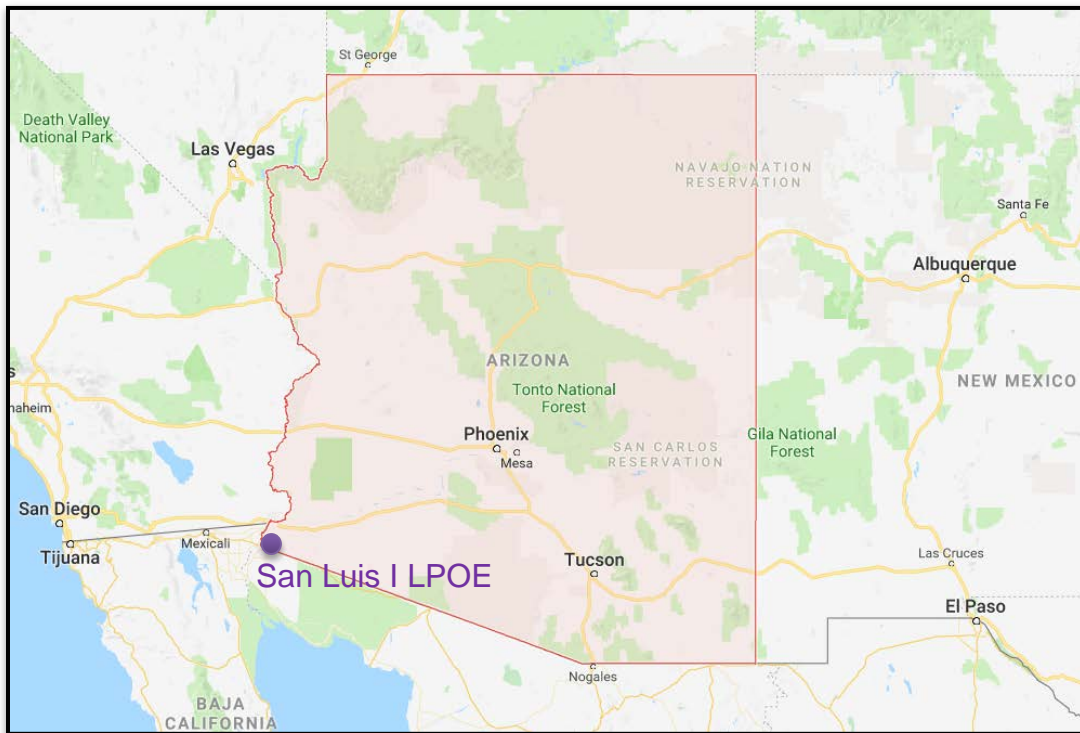 St George
Death Valley
National Park
Las Vegas
NAVAJO NATION
RESERVATION
Santa Fe
Albuquerque
ARIZONA
Tonto National
Forest
NEW MEXICO
s
naheim
Phoenix
Mesa
SAN CARLOS
RESERVATION
Gila National
Forest
San Diego
Tijuana
Mexicali
San Luis I LPOE
Tucson
Las Cruces
El Paso
Nogales
BAJA
CALIFORNIA